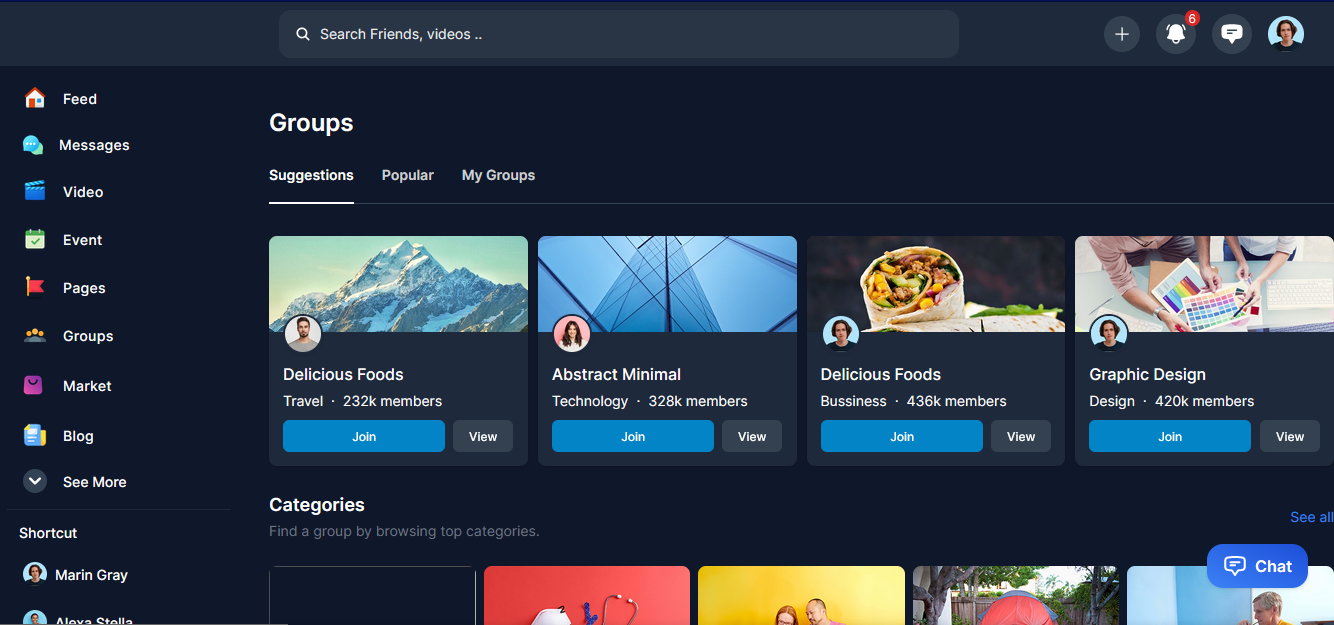 Search Friends, videos ..
6
Feed
Messages
Video
Event
Pages
Groups
Market
Blog
See More
Shortcut
Marin Gray
Alexa Stella
Groups
Suggestions Popular My Groups
Delicious Foods
Travel · 232k members
Join View
Abstract Minimal
Technology · 328k members
Join View
Delicious Foods
Bussiness · 436k members
Join View
Graphic Design
Design · 420k members
Join View
Categories
Find a group by browsing top categories.
See all
Chat